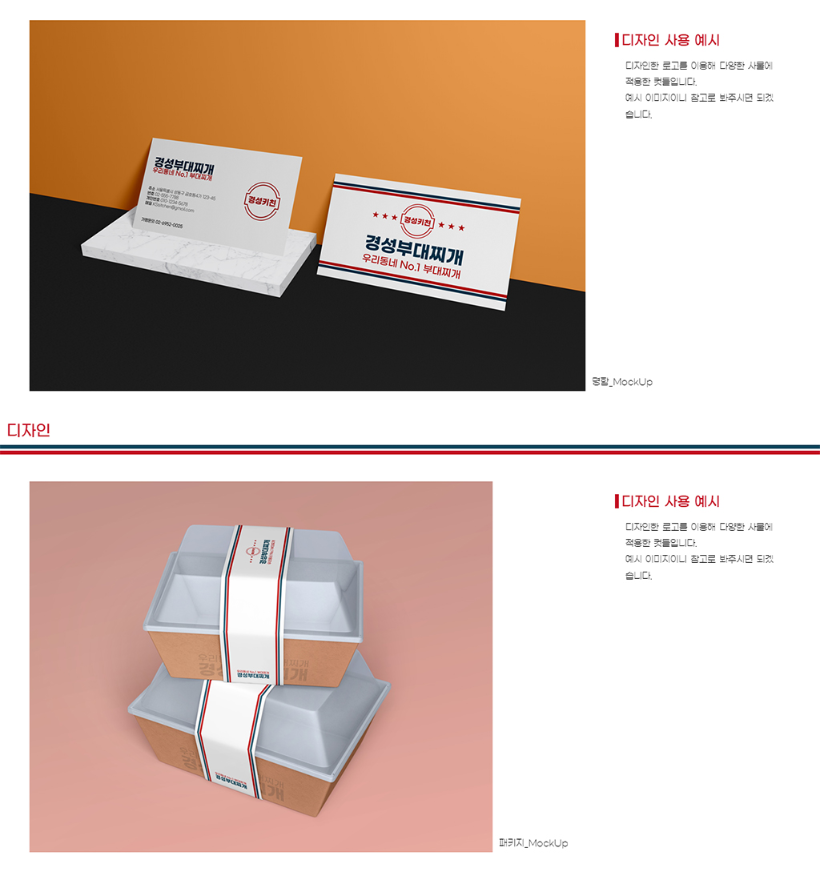 디자인 사용 예시
디자인한 로고를 이용해 다양한 사물에
적용한 컷들입니다.
예시 이미지이니 참고로 봐주시면 되겠
습니다.
경성부대찌개
우리동네 No.1 부대찌개
경성키친
경성키친
경성부대찌개
우리동네 No.1 부대찌개
명함_MockUp
디자인
디자인 사용 예시
디자인한 로고를 이용해 다양한 사물에
적용한 컷들입니다.
예시 이미지이니 참고로 봐주시면 되겠
습니다.
경성부대찌개
경성부대찌개
경성부대찌개
패키지_MockUp